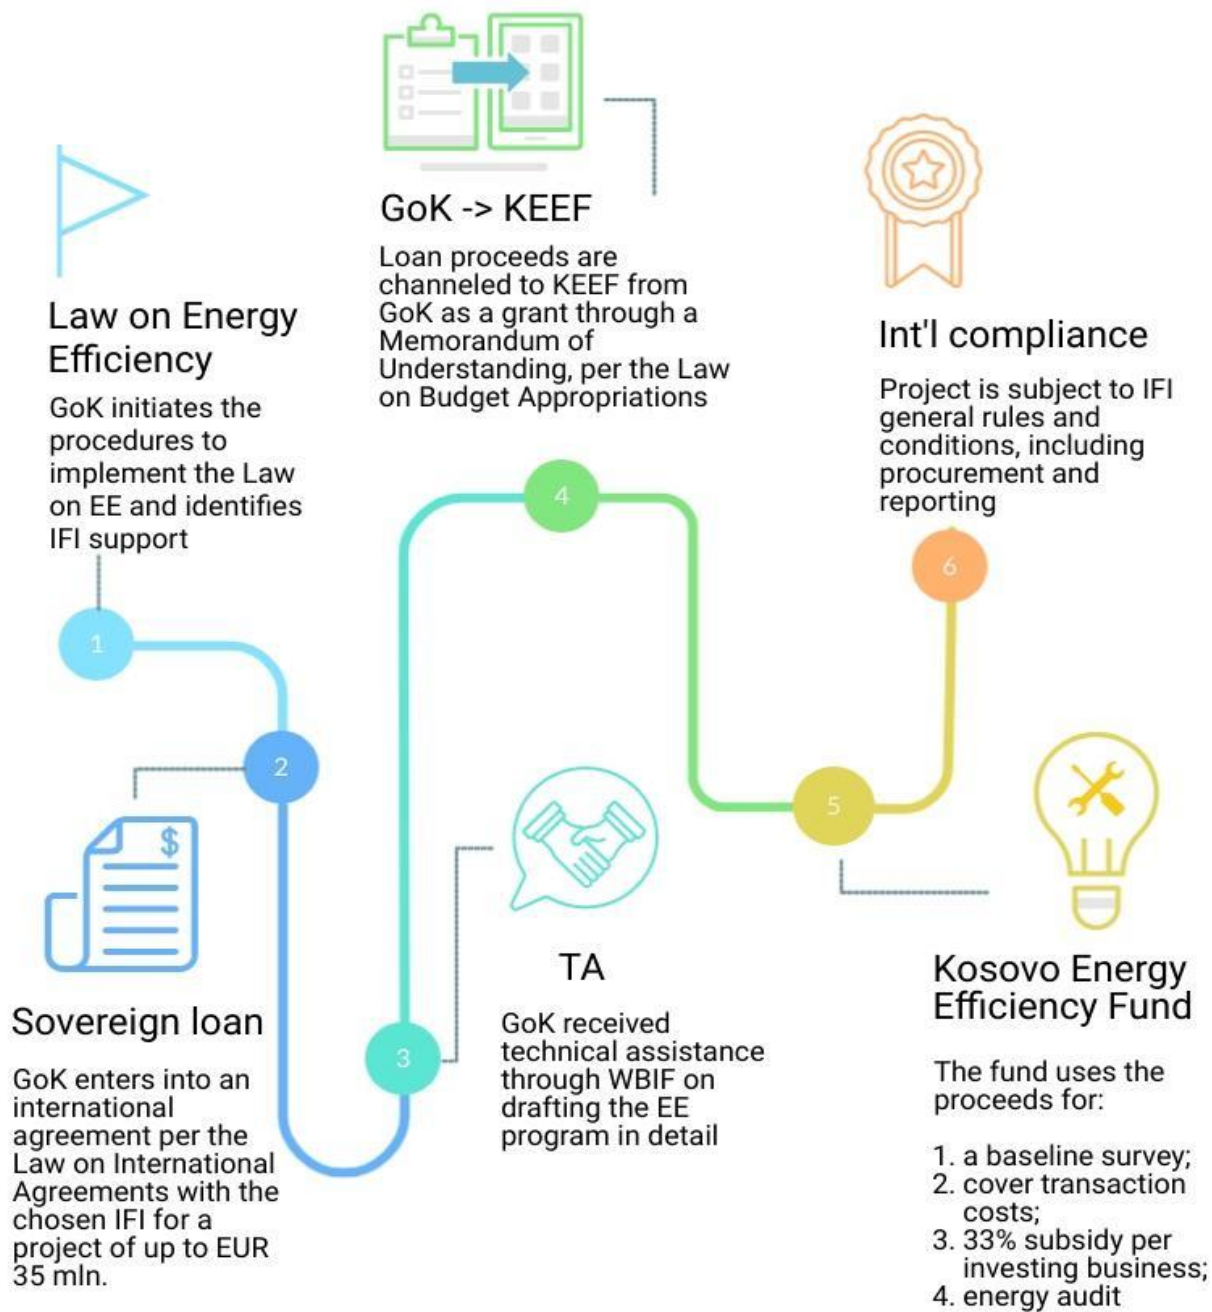 Law on Energy
Efficiency
GoK initiates the
procedures to
implement the Law
on EE and identifies
IFI support
1
2
$
Sovereign loan
GoK enters into an
international
agreement per the
Law on International
Agreements with the
chosen IFI for a
project of up to EUR
35 mln.
3
TA
GoK received
technical assistance
through WBIF on
drafting the EE
program in detail
GoK -> KEEF
Loan proceeds are
channeled to KEEF from
GoK as a grant through a
Memorandum of
Understanding, per the Law
on Budget Appropriations
4
5
Kosovo Energy
Efficiency Fund
The fund uses the
proceeds for:
1. a baseline survey;
2. cover transaction
costs;
3. 33% subsidy per
investing business;
4. energy audit
Int'l compliance
Project is subject to IFI
general rules and
conditions, including
procurement and
reporting
6